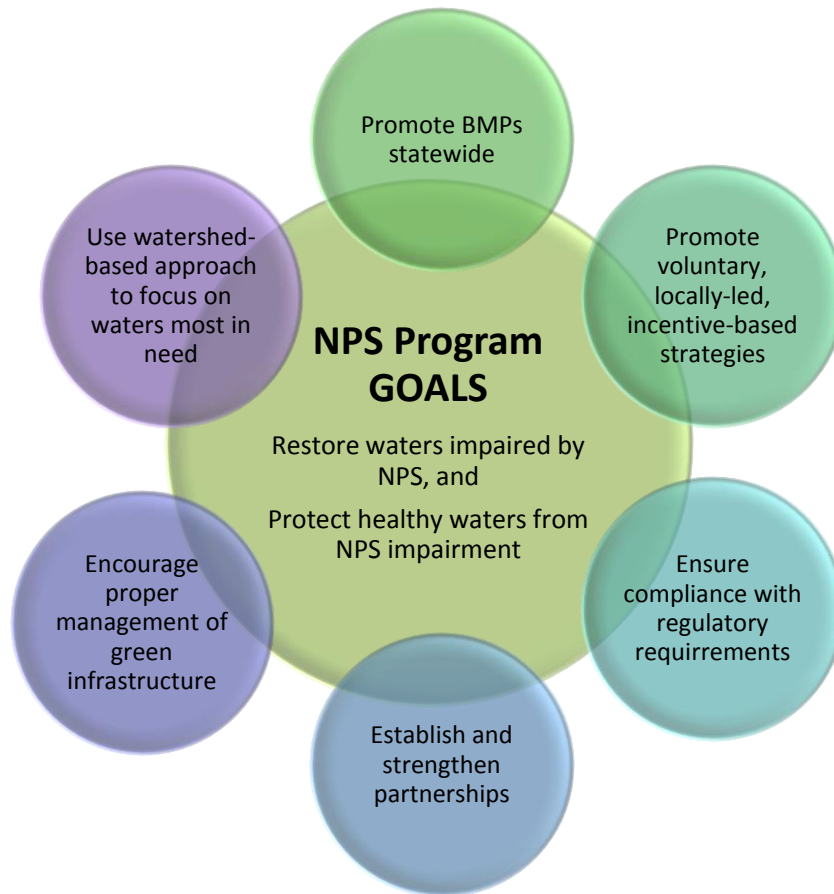 Promote BMPs
statewide
Promote
voluntary,
locally-led,
incentive-based
strategies
Ensure
compliance with
regulatory
requirrements
Establish and
strengthen
partnerships
Encourage
proper
management of
green
infrastructure
Use watershed-
based approach
to focus on
waters most in
need
NPS Program
GOALS
Restore waters impaired by
NPS, and
Protect healthy waters from
NPS impairment